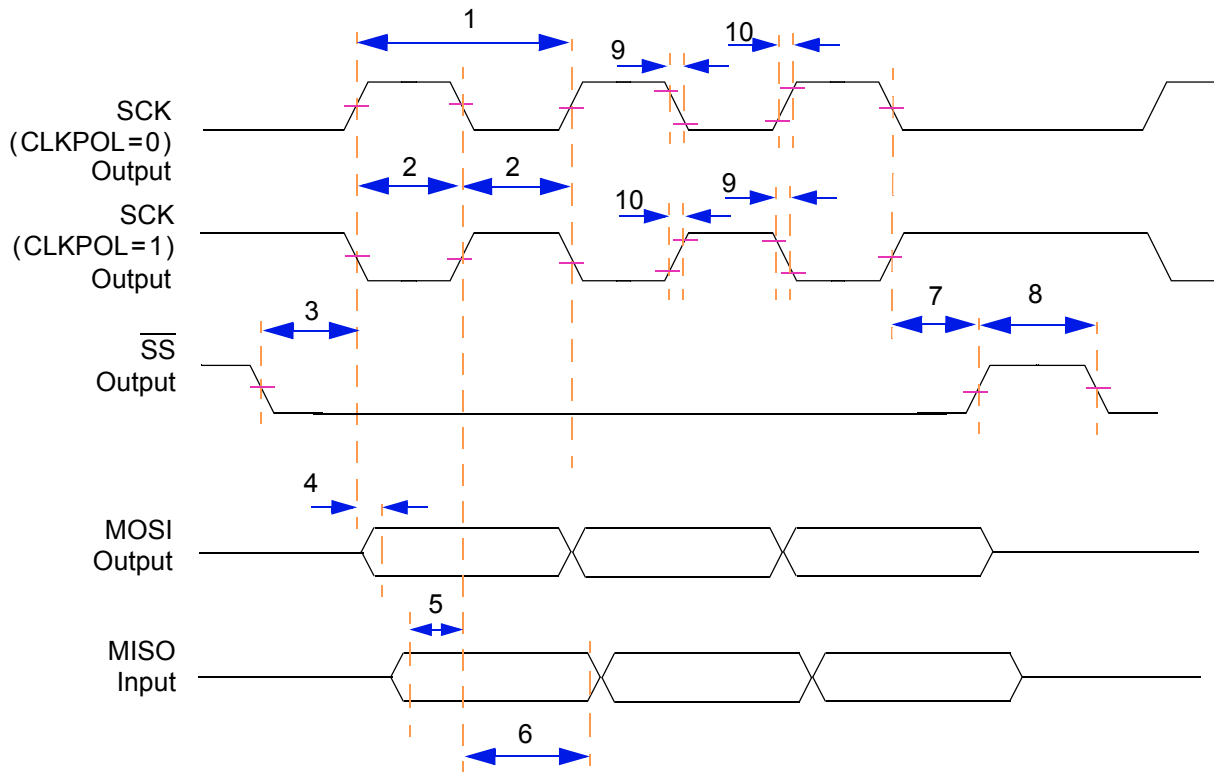 1
9
10
SCK
(CLKPOL=0)
Output
2
2
SCK
(CLKPOL=1)
Output
10
9
3
7
8
SS
Output
4
MOSI
Output
5
MISO
Input
6